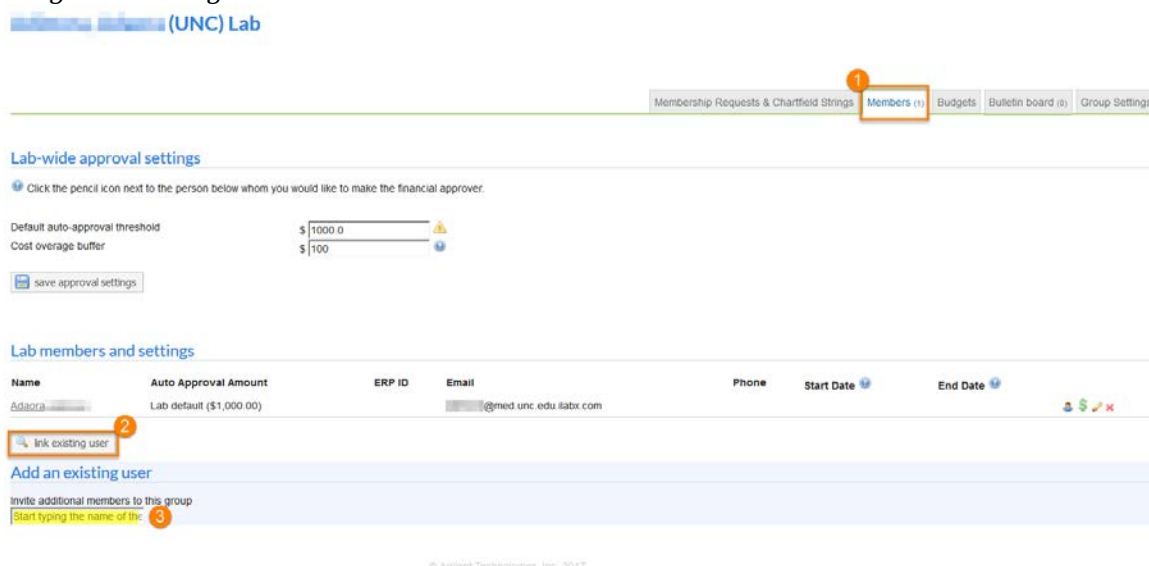 (UNC) Lab
1
Membership Requests & Chartfield Strings Members (1) Budgets Bulletin board (0) Group Settings
Lab-wide approval settings
Click the pencil icon next to the person below whom you would like to make the financial approver.
Default auto-approval threshold $ 1000.0
Cost overage buffer $ 100
save approval settings
Lab members and settings
Name Auto Approval Amount ERP ID Email Phone Start Date End Date
Adaora Lab default ($1,000.00) @med.unc.edu.ilabx.com $
2
link existing user
Add an existing user
Invite additional members to this group
Start typing the name of the 3
© Agilent Technologies, Inc. 2017